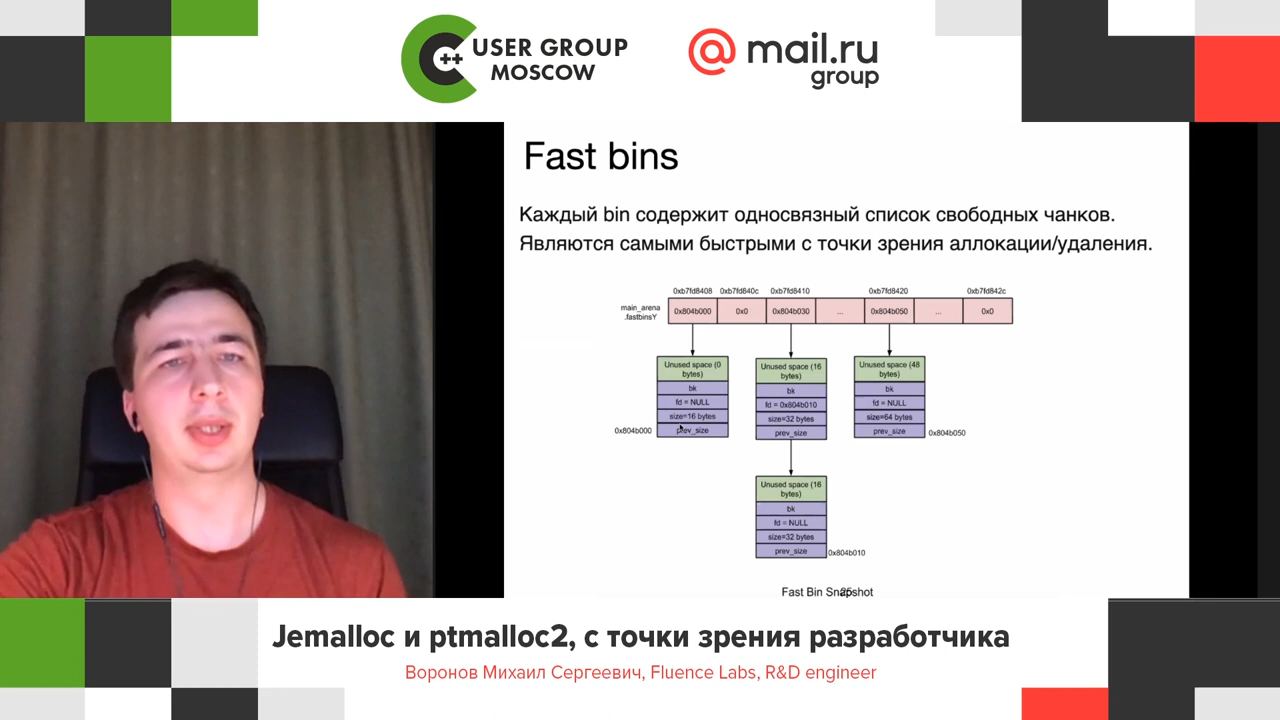 C++ USER GROUP
MOSCOW
@mail.ru
group
Fast bins
Каждый bin содержит односвязный список свободных чанков.
Являются самыми быстрыми с точки зрения аллокации/удаления.
0xb7fd8408 0xb7fd840c 0xb7fd8410 0xb7fd8420 0xb7fd842c
main_arena
.fastbinsY
0x804b000 0x0 0x804b030 ... 0x804b050 ... 0x0
Unused space (0
bytes)
bk
fd = NULL
size=16 bytes
prev_size
0x804b000
Unused space (16
bytes)
bk
fd = 0x804b010
size=32 bytes
prev_size
Unused space (48
bytes)
bk
fd = NULL
size=64 bytes
prev_size
0x804b050
Unused space (16
bytes)
bk
fd = NULL
size=32 bytes
prev_size
0x804b010
Fast Bin Snapshot
Jemalloc и ptmalloc2, с точки зрения разработчика
Воронов Михаил Сергеевич, Fluence Labs, R&D engineer